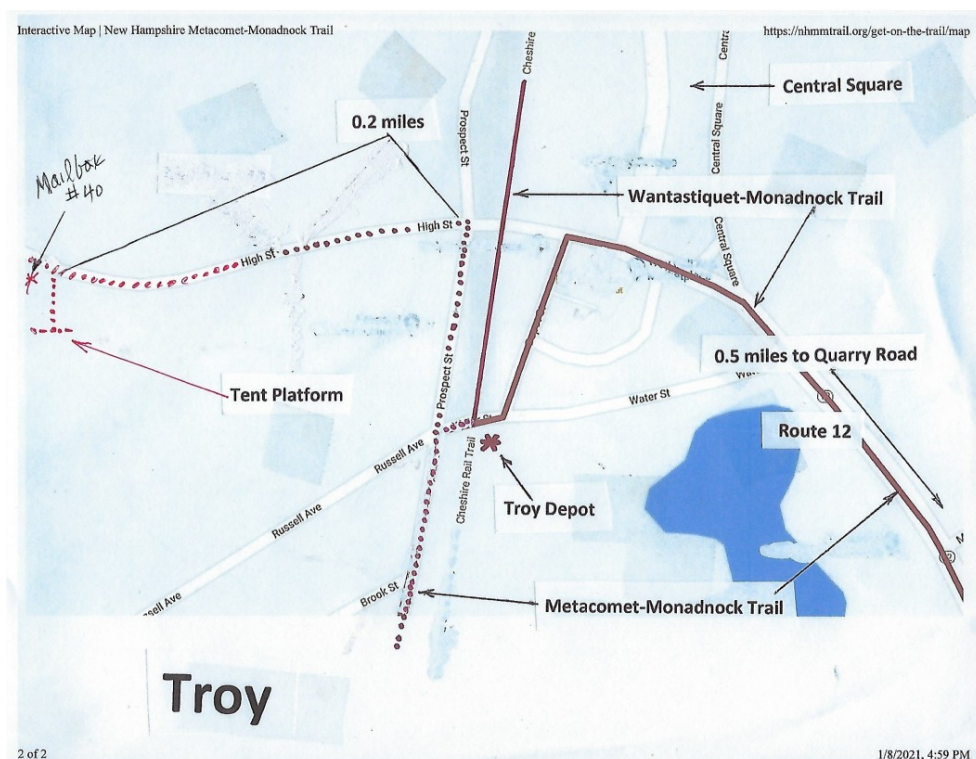 Interactive Map | New Hampshire Metacomet-Monadnock Trail
https://nhmmtrail.org/get-on-the-trail/map
Cheshire
Central Square
0.2 miles
Prospect St
Central Square
Mailbox
#40
Wantastiquet-Monadnock Trail
High St
High St
Central Square
0.5 miles to Quarry Road
Prospect St
Tent Platform
Water St
Route 12
Russell Ave
Cheshire Rail Trail
Troy Depot
Russell Ave
Brook St
Metacomet-Monadnock Trail
Troy
2 of 2
1/8/2021, 4:59 PM